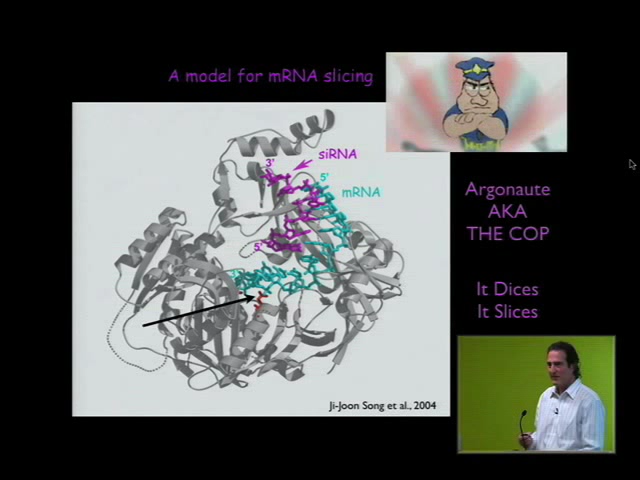 A model for mRNA slicing
3'
siRNA
5'
mRNA
5'
Argonaute
AKA
THE COP
It Dices
It Slices
Ji-Joon Song et al., 2004